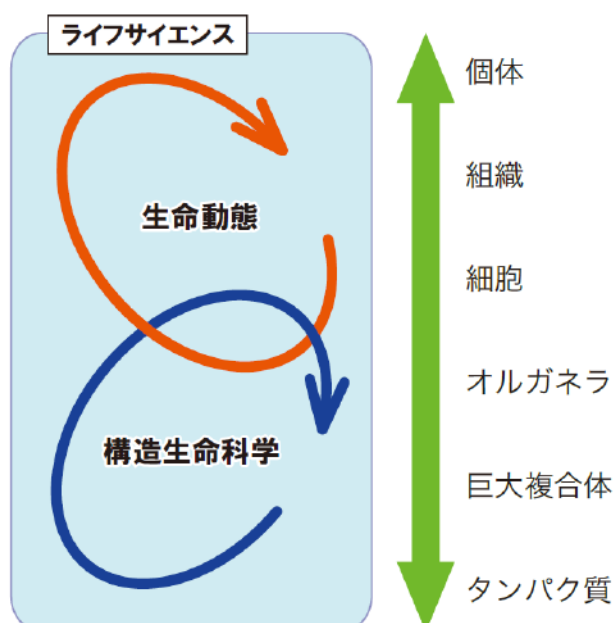 ライフサイエンス
生命動態
構造生命科学
個体
組織
細胞
オルガネラ
巨大複合体
タンパク質